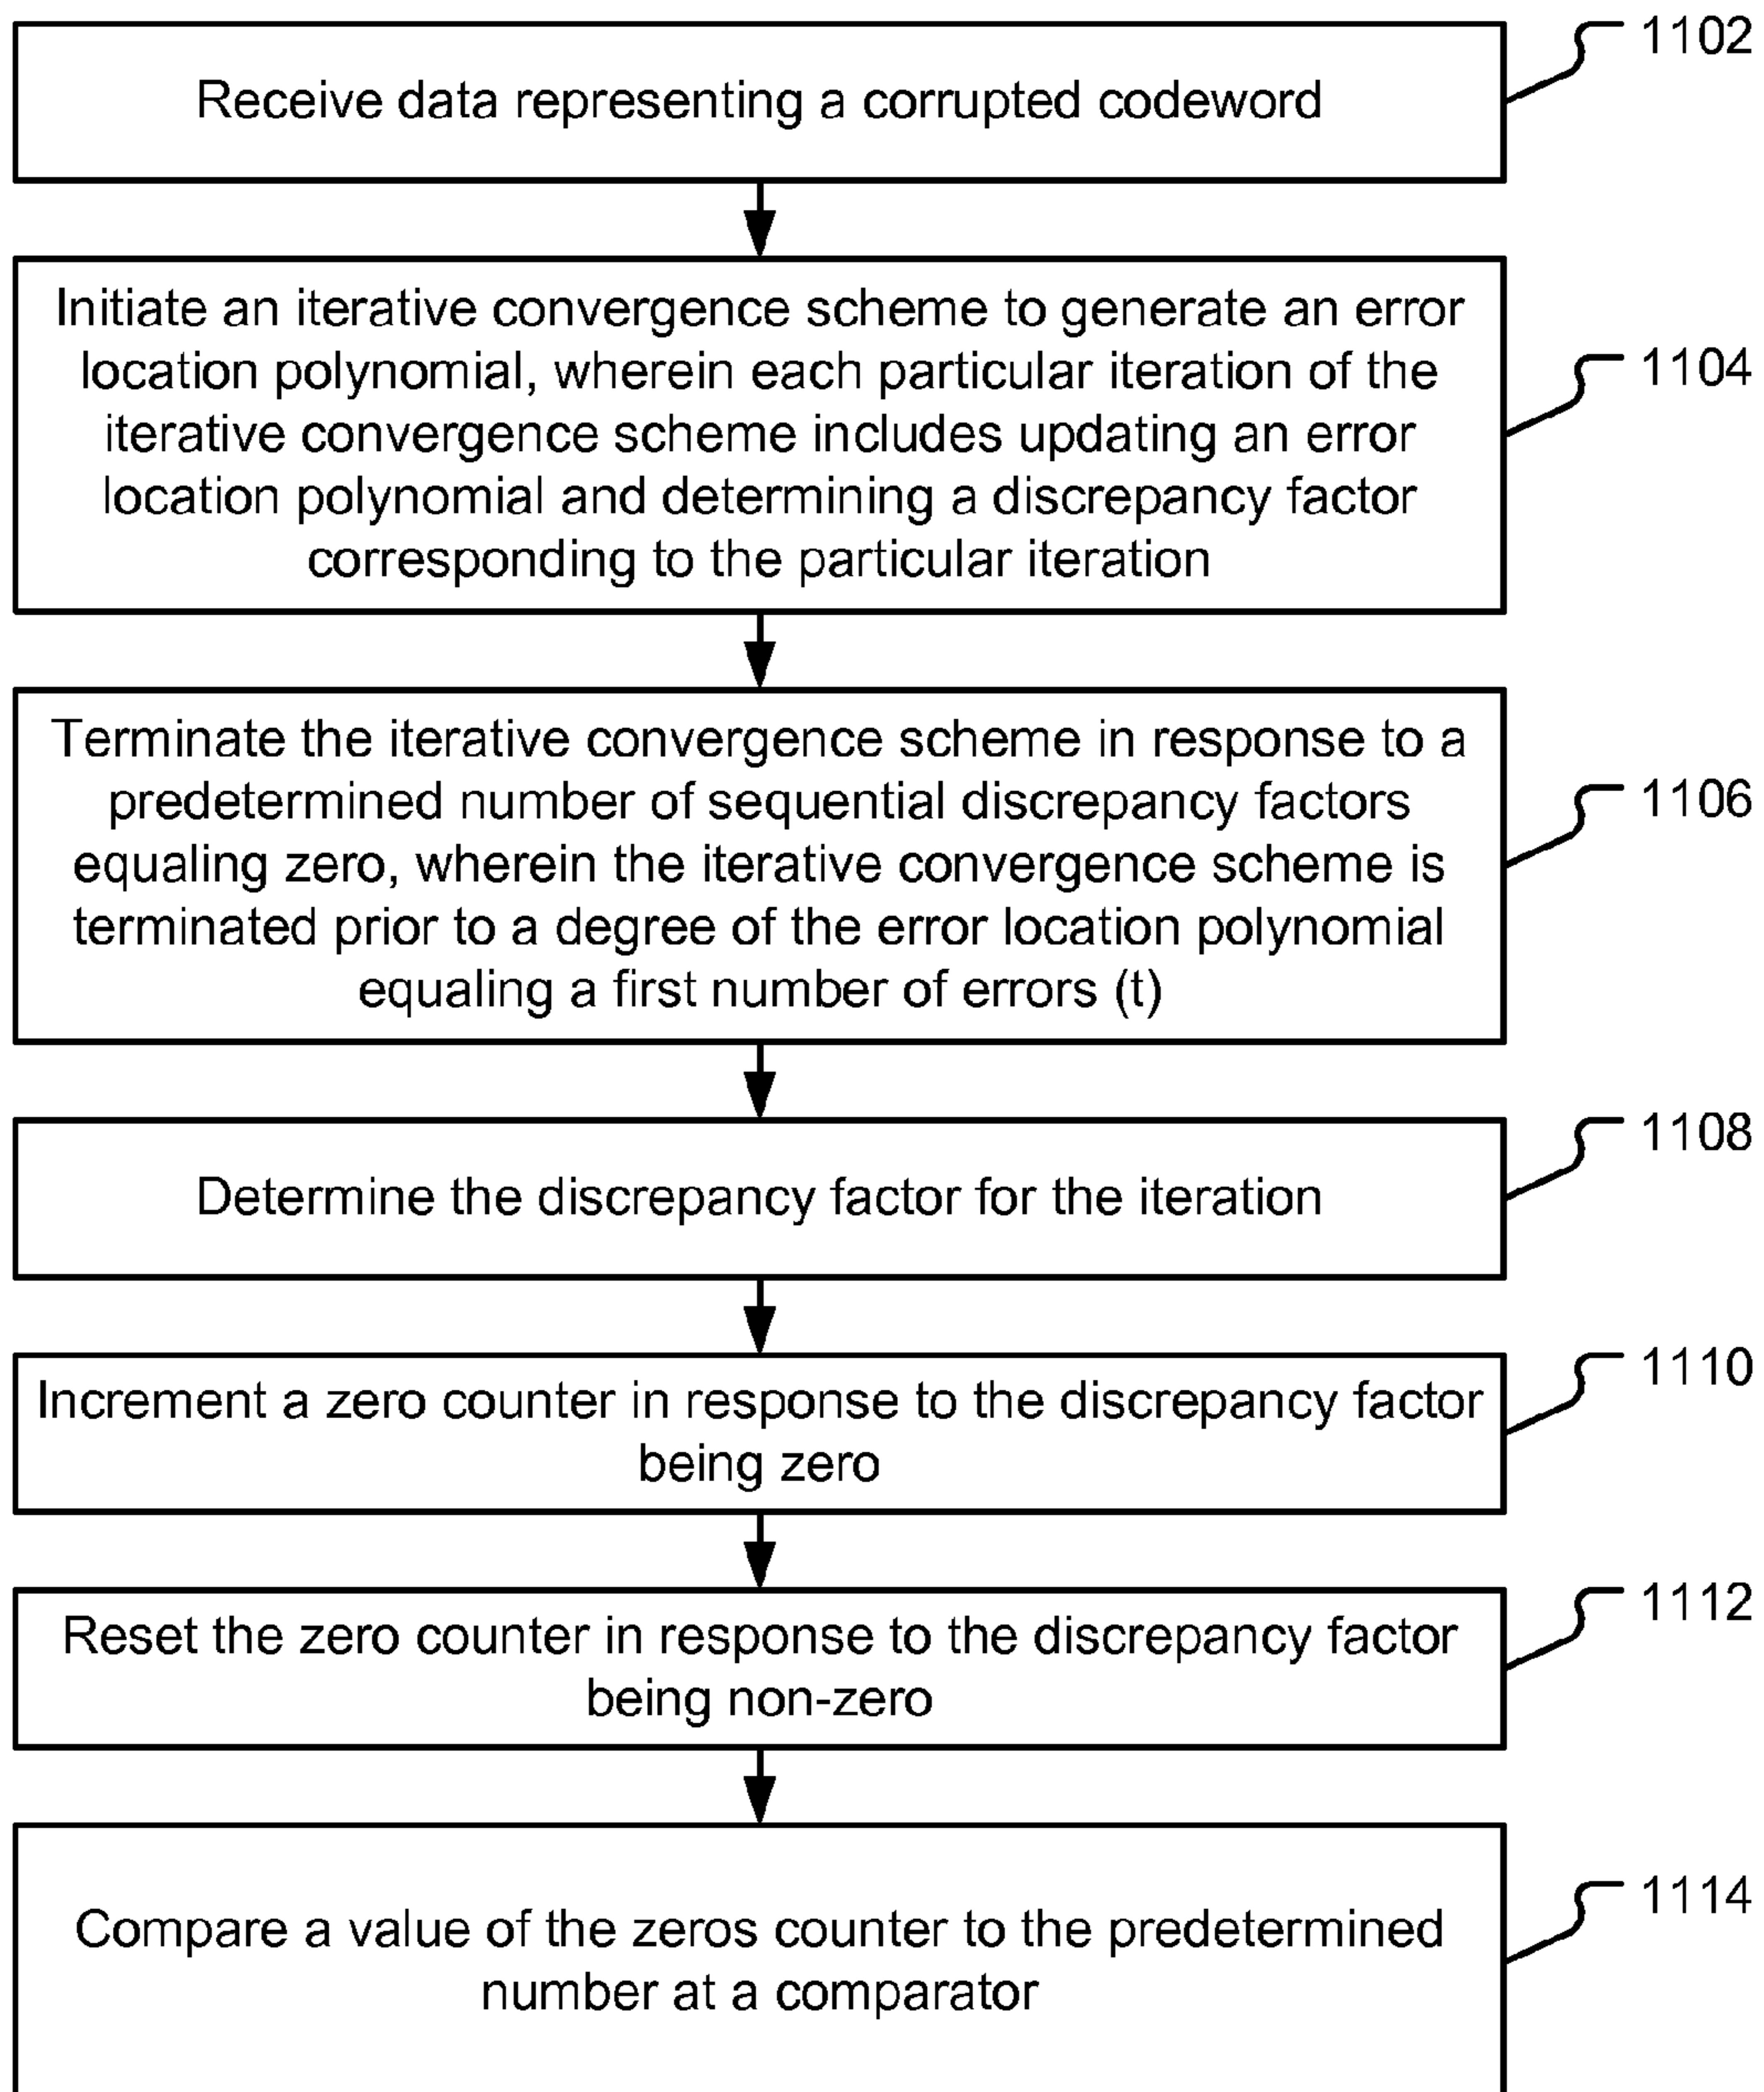 1102
Receive data representing a corrupted codeword
Initiate an iterative convergence scheme to generate an error
location polynomial, wherein each particular iteration of the
iterative convergence scheme includes updating an error
location polynomial and determining a discrepancy factor
corresponding to the particular iteration
1104
Terminate the iterative convergence scheme in response to a
predetermined number of sequential discrepancy factors
equaling zero, wherein the iterative convergence scheme is
terminated prior to a degree of the error location polynomial
equaling a first number of errors (t)
1106
Determine the discrepancy factor for the iteration
1108
Increment a zero counter in response to the discrepancy factor
being zero
1110
Reset the zero counter in response to the discrepancy factor
being non-zero
1112
Compare a value of the zeros counter to the predetermined
number at a comparator
1114